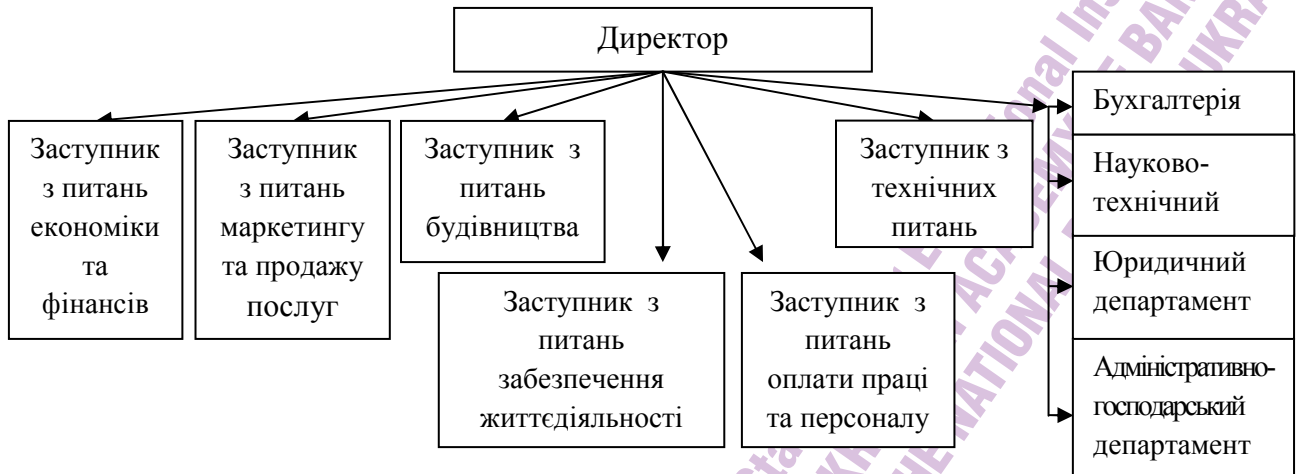 Директор
Заступник
з питань
економіки
та
фінансів
Заступник
з питань
маркетингу
та продажу
послуг
Заступник з
питань
будівництва
Заступник з
питань
забезпечення
життєдіяльності
Заступник з
питань
оплати праці
та персоналу
Заступник з
технічних
питань
Бухгалтерія
Науково-
технічний
Юридичний
департамент
Адміністративно-
господарський
департамент